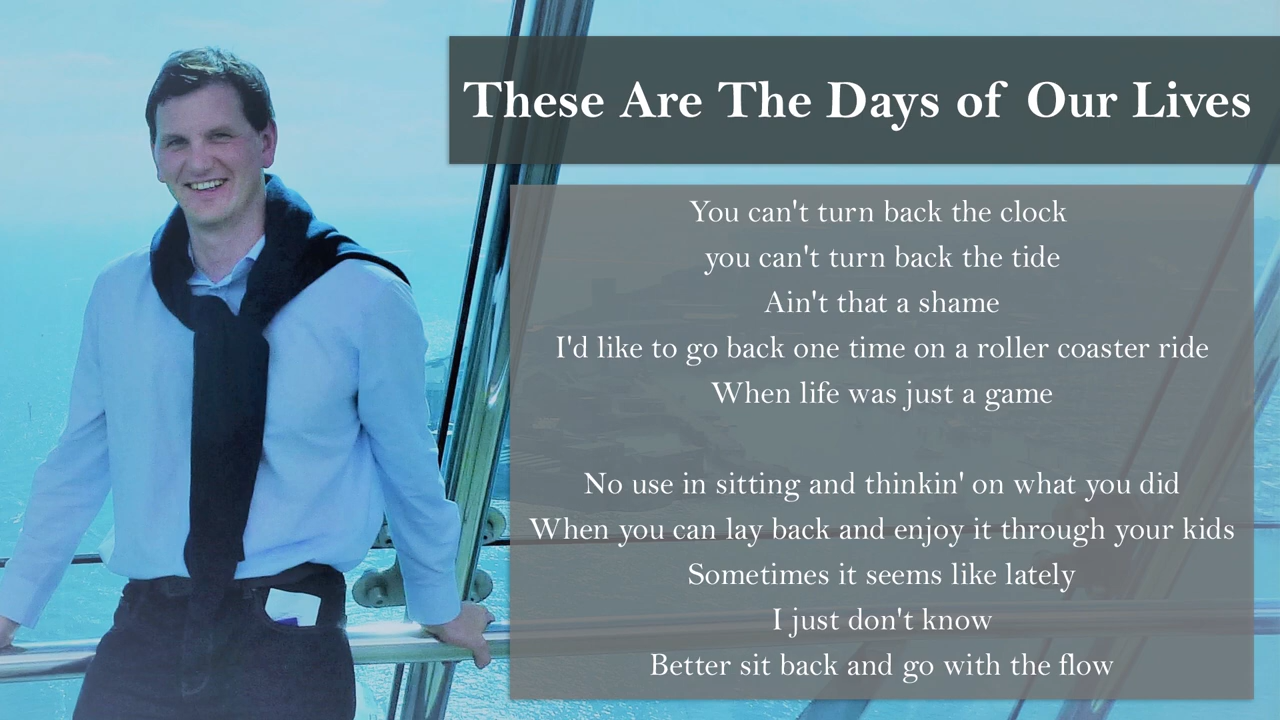 These Are The Days of Our Lives
You can't turn back the clock
you can't turn back the tide
Ain't that a shame
I'd like to go back one time on a roller coaster ride
When life was just a game
No use in sitting and thinkin' on what you did
When you can lay back and enjoy it through your kids
Sometimes it seems like lately
I just don't know
Better sit back and go with the flow